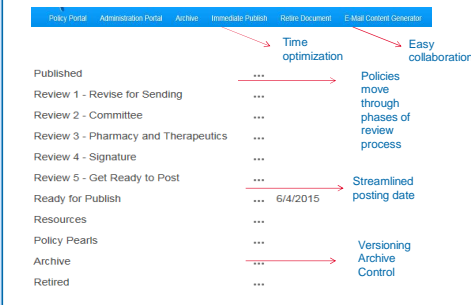 Policy Portal Administration Portal Archive Immediate Publish Retire Document E-Mail Content Generator
Time
optimization
Easy
collaboration
Published ...
Policies
move
through
phases of
review
process
Review 1 - Revise for Sending ...
Review 2 - Committee ...
Review 3 - Pharmacy and Therapeutics ...
Review 4 - Signature ...
Review 5 - Get Ready to Post ...
Streamlined
posting date
Ready for Publish ... 6/4/2015
Resources ...
Policy Pearls ...
Versioning
Archive
Control
Archive ...
Retired ...